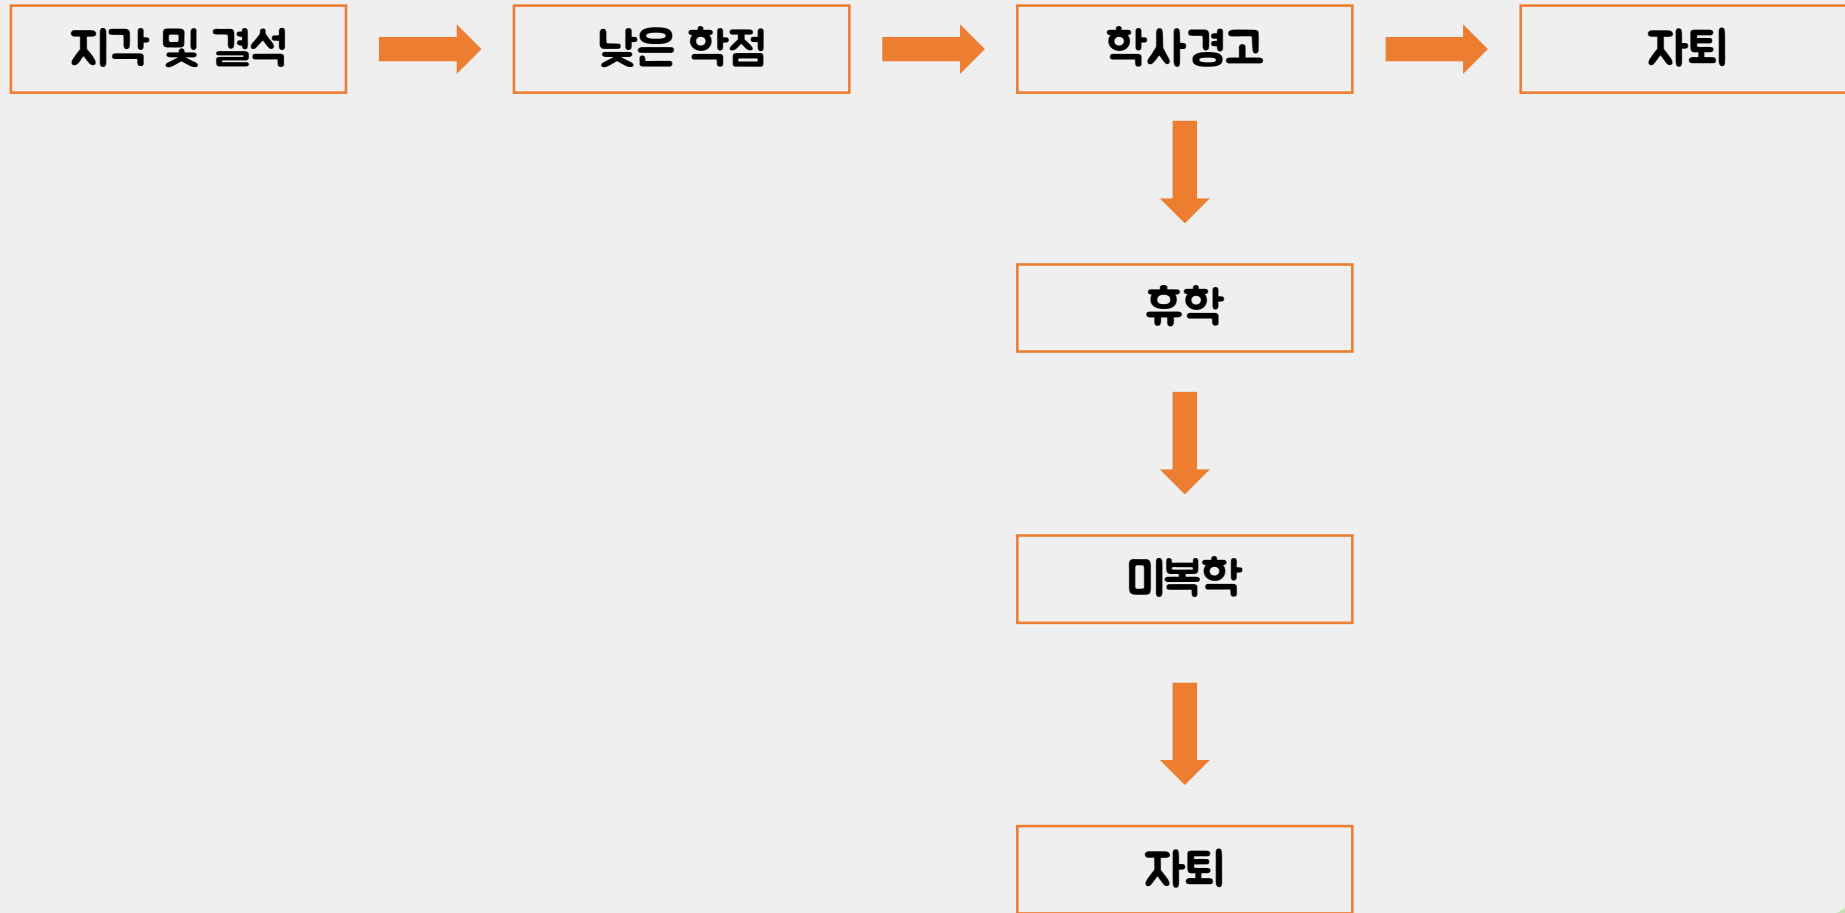 지각 및 결석
낮은 학점
학사경고
자퇴
휴학
미복학
자퇴